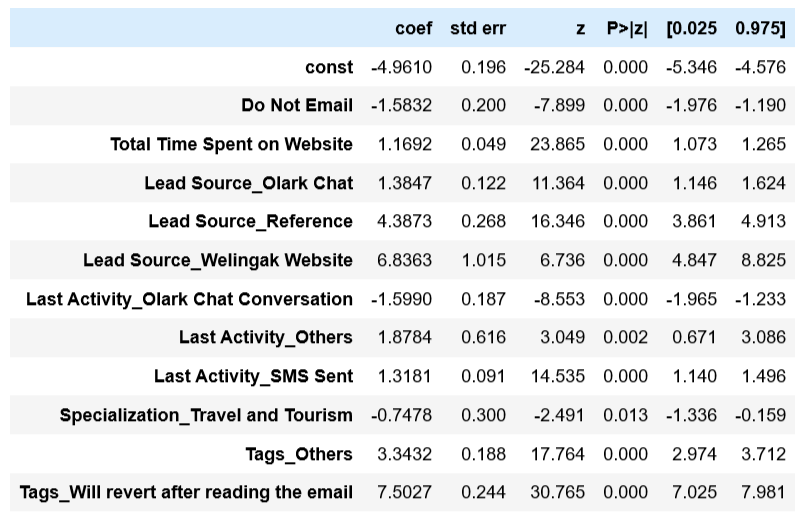 coef std err z P>|z| [0.025 0.975]
const -4.9610 0.196 -25.284 0.000 -5.346 -4.576
Do Not Email -1.5832 0.200 -7.899 0.000 -1.976 -1.190
Total Time Spent on Website 1.1692 0.049 23.865 0.000 1.073 1.265
Lead Source_Olark Chat 1.3847 0.122 11.364 0.000 1.146 1.624
Lead Source_Reference 4.3873 0.268 16.346 0.000 3.861 4.913
Lead Source_Welingak Website 6.8363 1.015 6.736 0.000 4.847 8.825
Last Activity_Olark Chat Conversation -1.5990 0.187 -8.553 0.000 -1.965 -1.233
Last Activity_Others 1.8784 0.616 3.049 0.002 0.671 3.086
Last Activity_SMS Sent 1.3181 0.091 14.535 0.000 1.140 1.496
Specialization_Travel and Tourism -0.7478 0.300 -2.491 0.013 -1.336 -0.159
Tags_Others 3.3432 0.188 17.764 0.000 2.974 3.712
Tags_Will revert after reading the email 7.5027 0.244 30.765 0.000 7.025 7.981